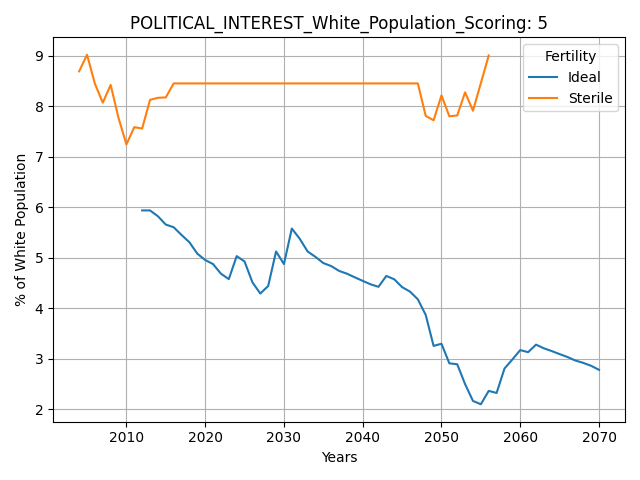 POLITICAL_INTEREST_White_Population_Scoring: 5
% of White Population
9
8
7
6
5
4
3
2
Fertility
Ideal
Sterile
2010 2020 2030 2040 2050 2060 2070
Years